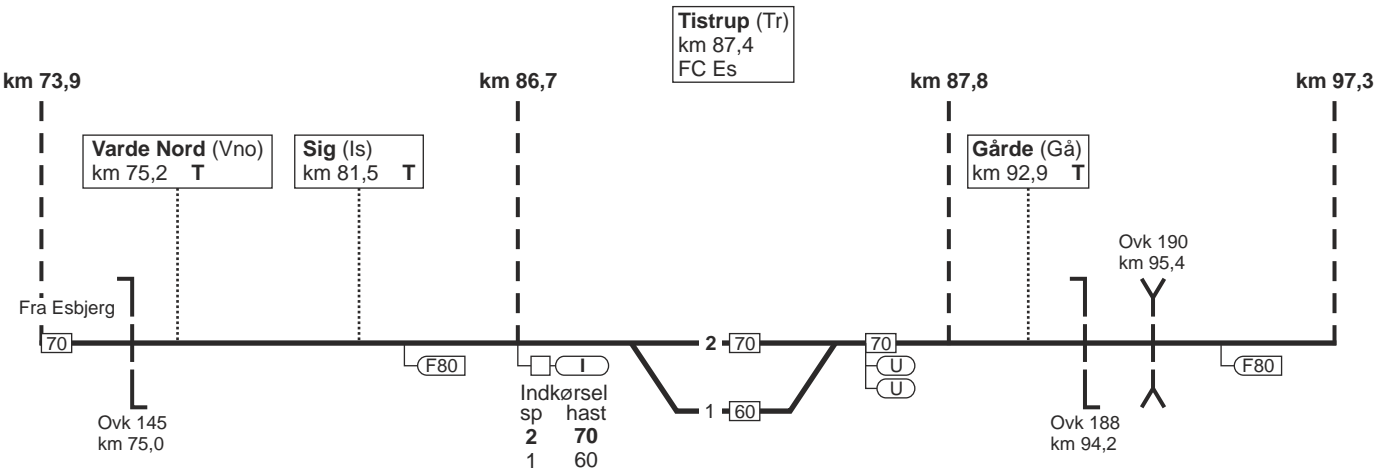 Tistrup (Tr)
km 87,4
FC Es
km 73,9
km 86,7
km 87,8
km 97,3
Varde Nord (Vno)
km 75,2 T
Sig (Is)
km 81,5 T
Gårde (Gå)
km 92,9 T
Ovk 190
km 95,4
Fra Esbjerg
70
2 70
70
F80
I
U
F80
U
Indkørsel
sp hast
2 70
1 60
1 60
Ovk 145
km 75,0
Ovk 188
km 94,2